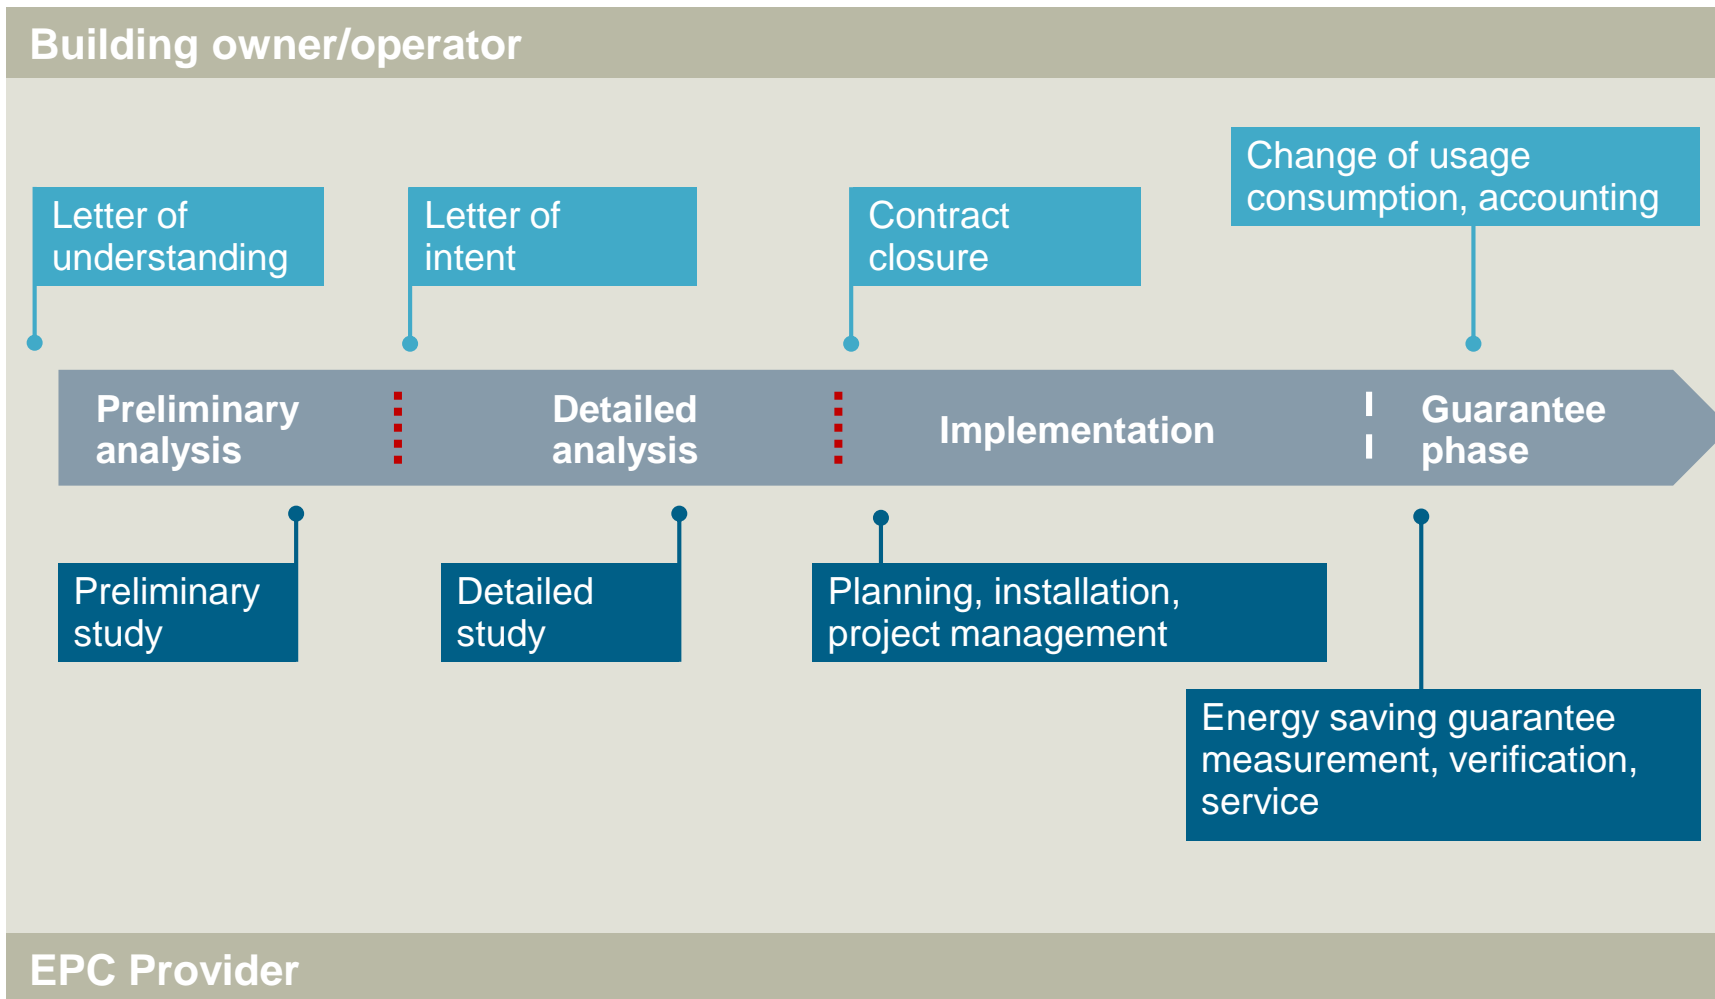 Building owner/operator
Change of usage
consumption, accounting
Letter of
understanding
Letter of
intent
Contract
closure
Preliminary
analysis
Detailed
analysis
Implementation
Guarantee
phase
Preliminary
study
Detailed
study
Planning, installation,
project management
Energy saving guarantee
measurement, verification,
service
EPC Provider